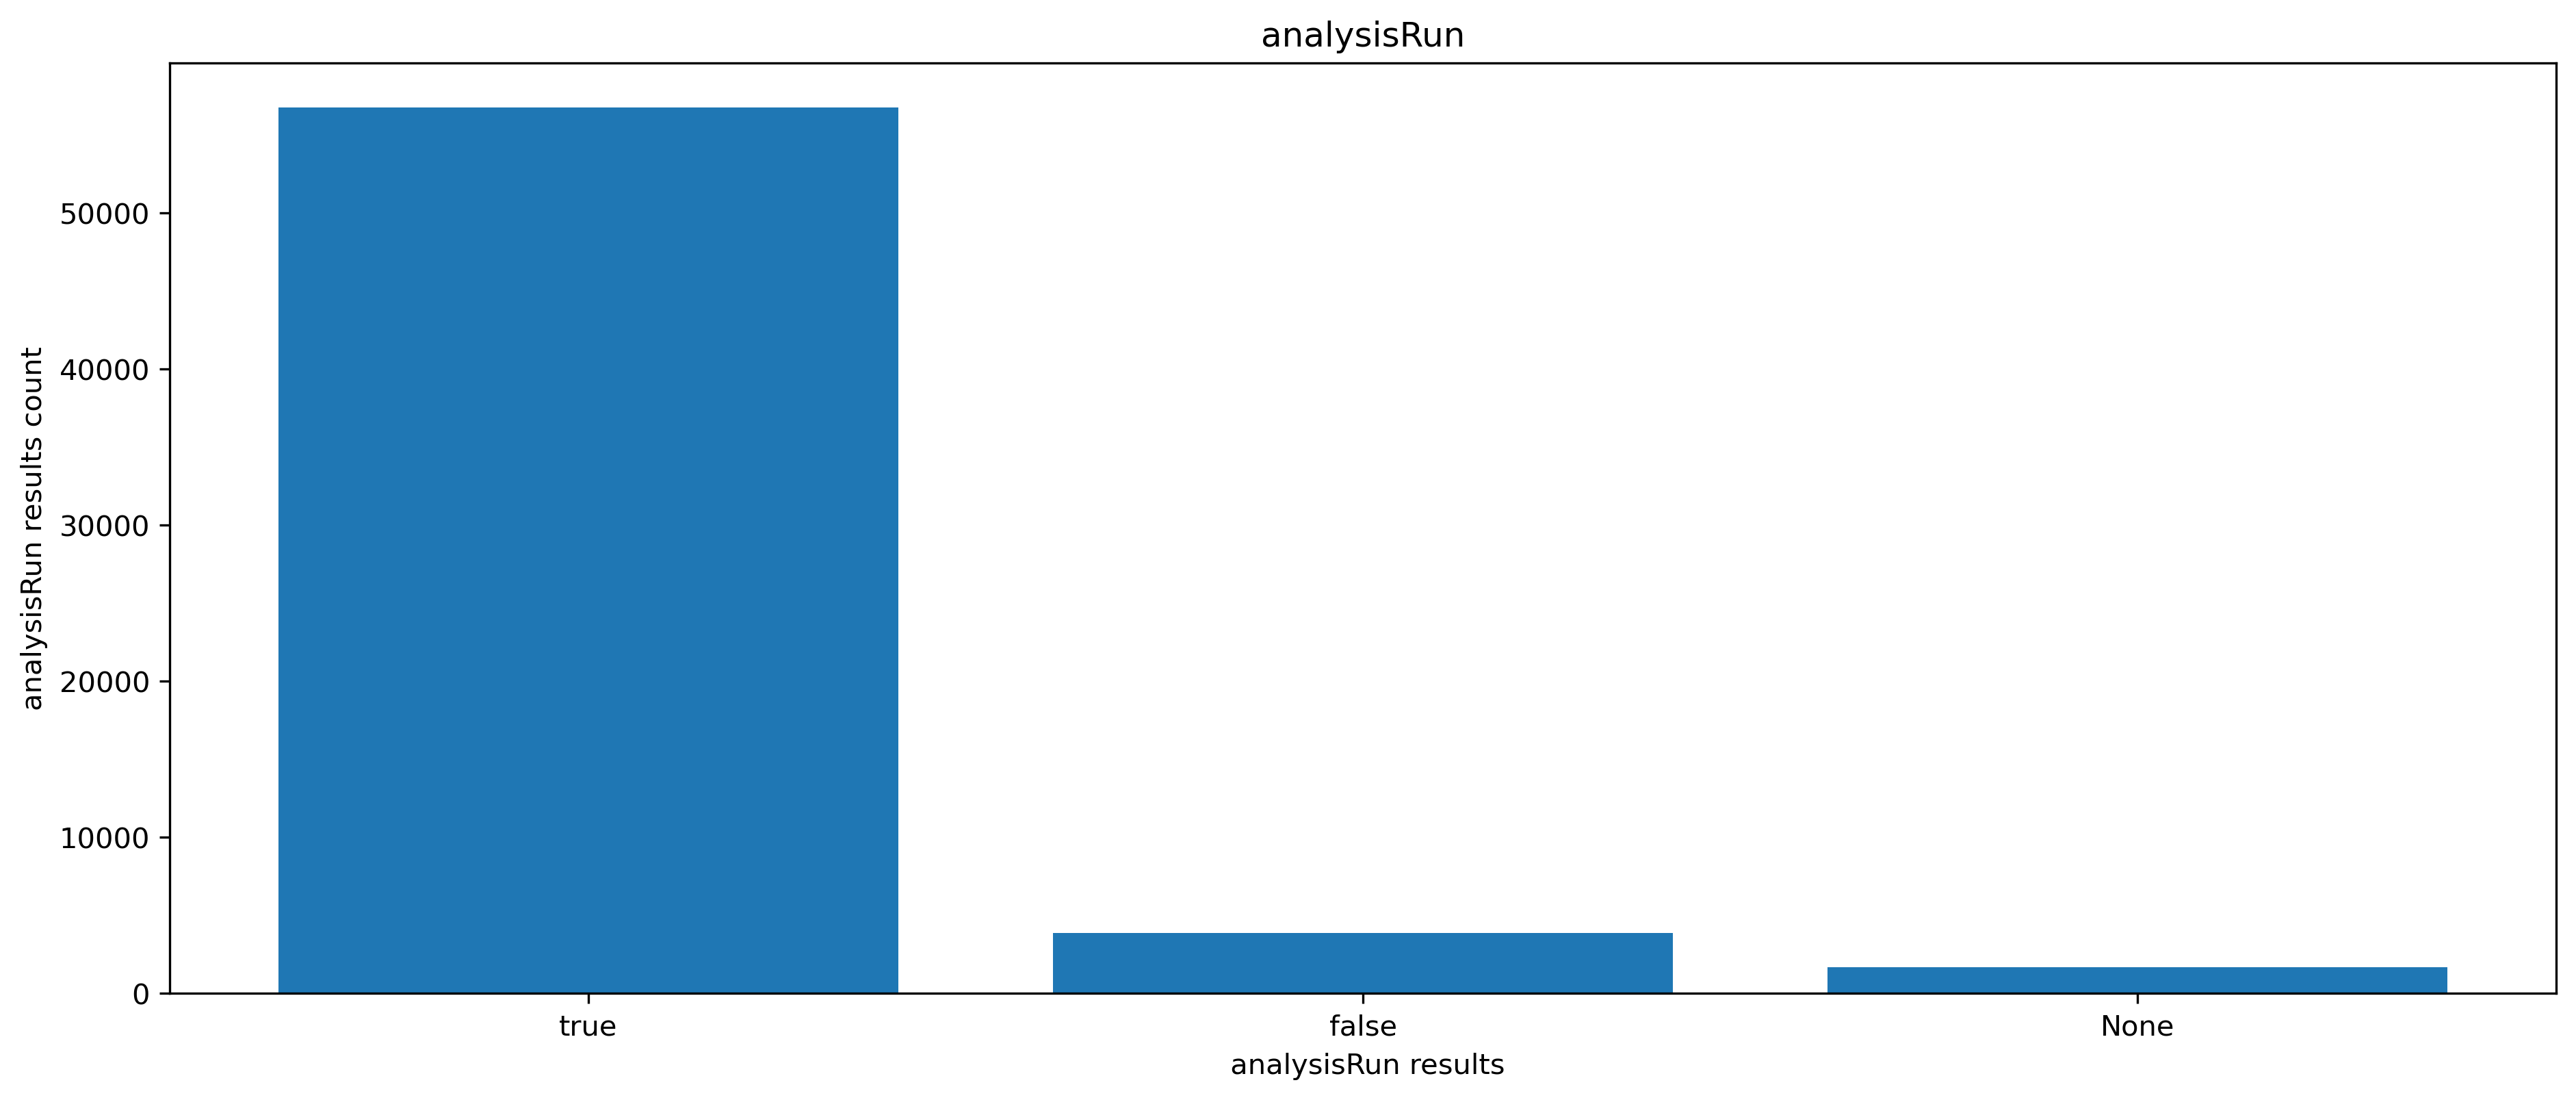 analysisRun
analysisRun results count
50000
40000
30000
20000
10000
0
true
false
None
analysisRun results